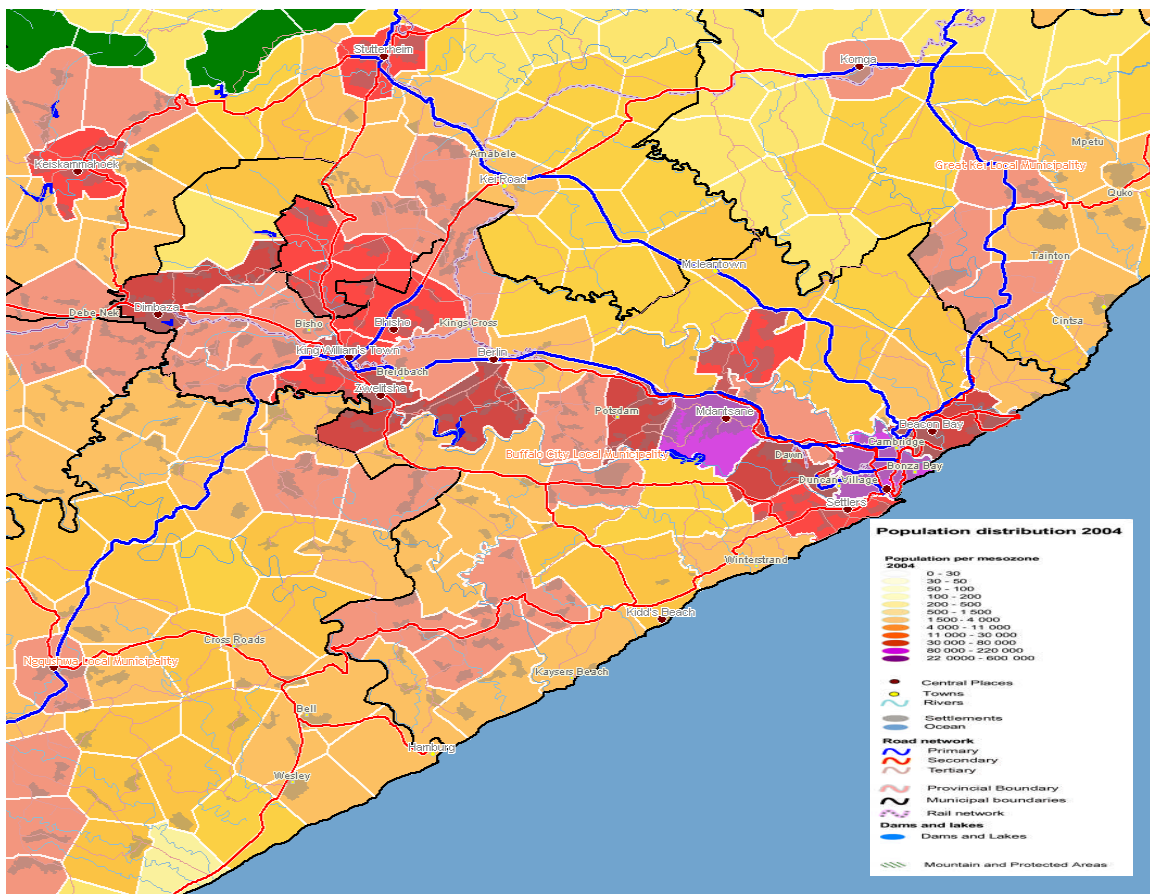 Stutterheim
Komga
Mpetu
Amabele
Keiskammahoek
Great Kei Local Municipality
Kei Road
Quko
Tainton
Mcleantown
Dimbaza
Debe Nek
Bisho
Bhisho
Kings Cross
Cintsa
King William's Town
Berlin
Breidbach
Zwelitsha
Potsdam
Mdantsane
Beacon Bay
Cambridge
Buffalo City Local Municipality
Dawn
Bonza Bay
Duncan Village
Settlers
Winterstrand
Kidd's Beach
Cross Roads
Ngqushwa Local Municipality
Kaysers Beach
Bell
Hamburg
Wesley
Population distribution 2004
Population per mesozone
2004
0 - 30
30 - 50
50 - 100
100 - 200
200 - 500
500 - 1 500
1 500 - 4 000
4 000 - 11 000
11 000 - 30 000
30 000 - 80 000
80 000 - 220 000
22 0000 - 600 000
Central Places
Towns
Rivers
Settlements
Ocean
Road network
Primary
Secondary
Tertiary
Provincial Boundary
Municipal boundaries
Rail network
Dams and lakes
Dams and Lakes
Mountain and Protected Areas